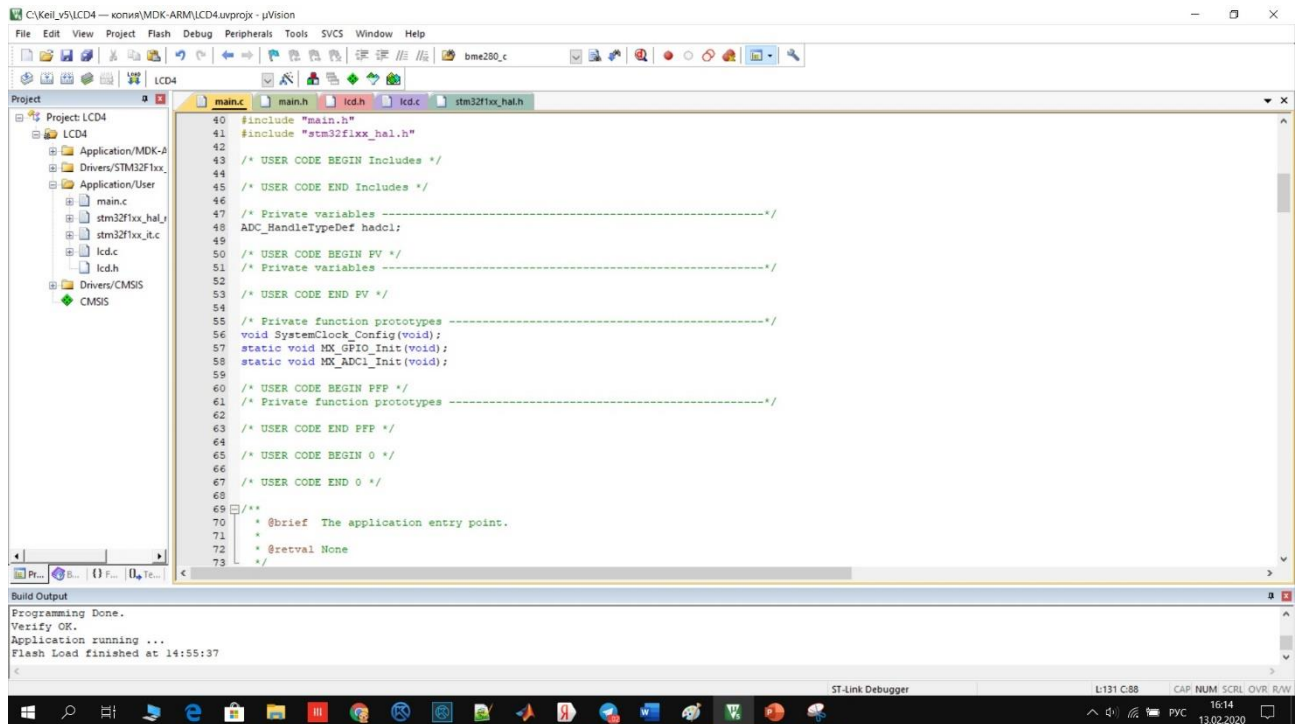 C:\Keil_v5\LCD4 — копия\MDK-ARM\LCD4.uvprojx - µVision
File Edit View Project Flash Debug Peripherals Tools SVCS Window Help
bme280_c
LCD4
Project
main.c main.h lcd.h lcd.c stm32f1xx_hal.h
Project: LCD4
LCD4
Application/MDK-A
Drivers/STM32F1xx_
Application/User
main.c
stm32f1xx_hal_r
stm32f1xx_it.c
lcd.c
lcd.h
Drivers/CMSIS
CMSIS
40 #include "main.h"
41 #include "stm32f1xx_hal.h"
42
43 /* USER CODE BEGIN Includes */
44
45 /* USER CODE END Includes */
46
47 /* Private variables ---------------------------------------------------------*/
48 ADC_HandleTypeDef hadc1;
49
50 /* USER CODE BEGIN PV */
51 /* Private variables ---------------------------------------------------------*/
52
53 /* USER CODE END PV */
54
55 /* Private function prototypes -----------------------------------------------*/
56 void SystemClock_Config(void);
57 static void MX_GPIO_Init(void);
58 static void MX_ADC1_Init(void);
59
60 /* USER CODE BEGIN PFP */
61 /* Private function prototypes -----------------------------------------------*/
62
63 /* USER CODE END PFP */
64
65 /* USER CODE BEGIN 0 */
66
67 /* USER CODE END 0 */
68
69 /**
70 * @brief The application entry point.
71 *
72 * @retval None
73 */
Pr... B... {} F... 0 Te...
Build Output
Programming Done.
Verify OK.
Application running ...
Flash Load finished at 14:55:37
ST-Link Debugger L:131 C:88 CAP NUM SCRL OVR R/W
РУС 16:14
13.02.2020